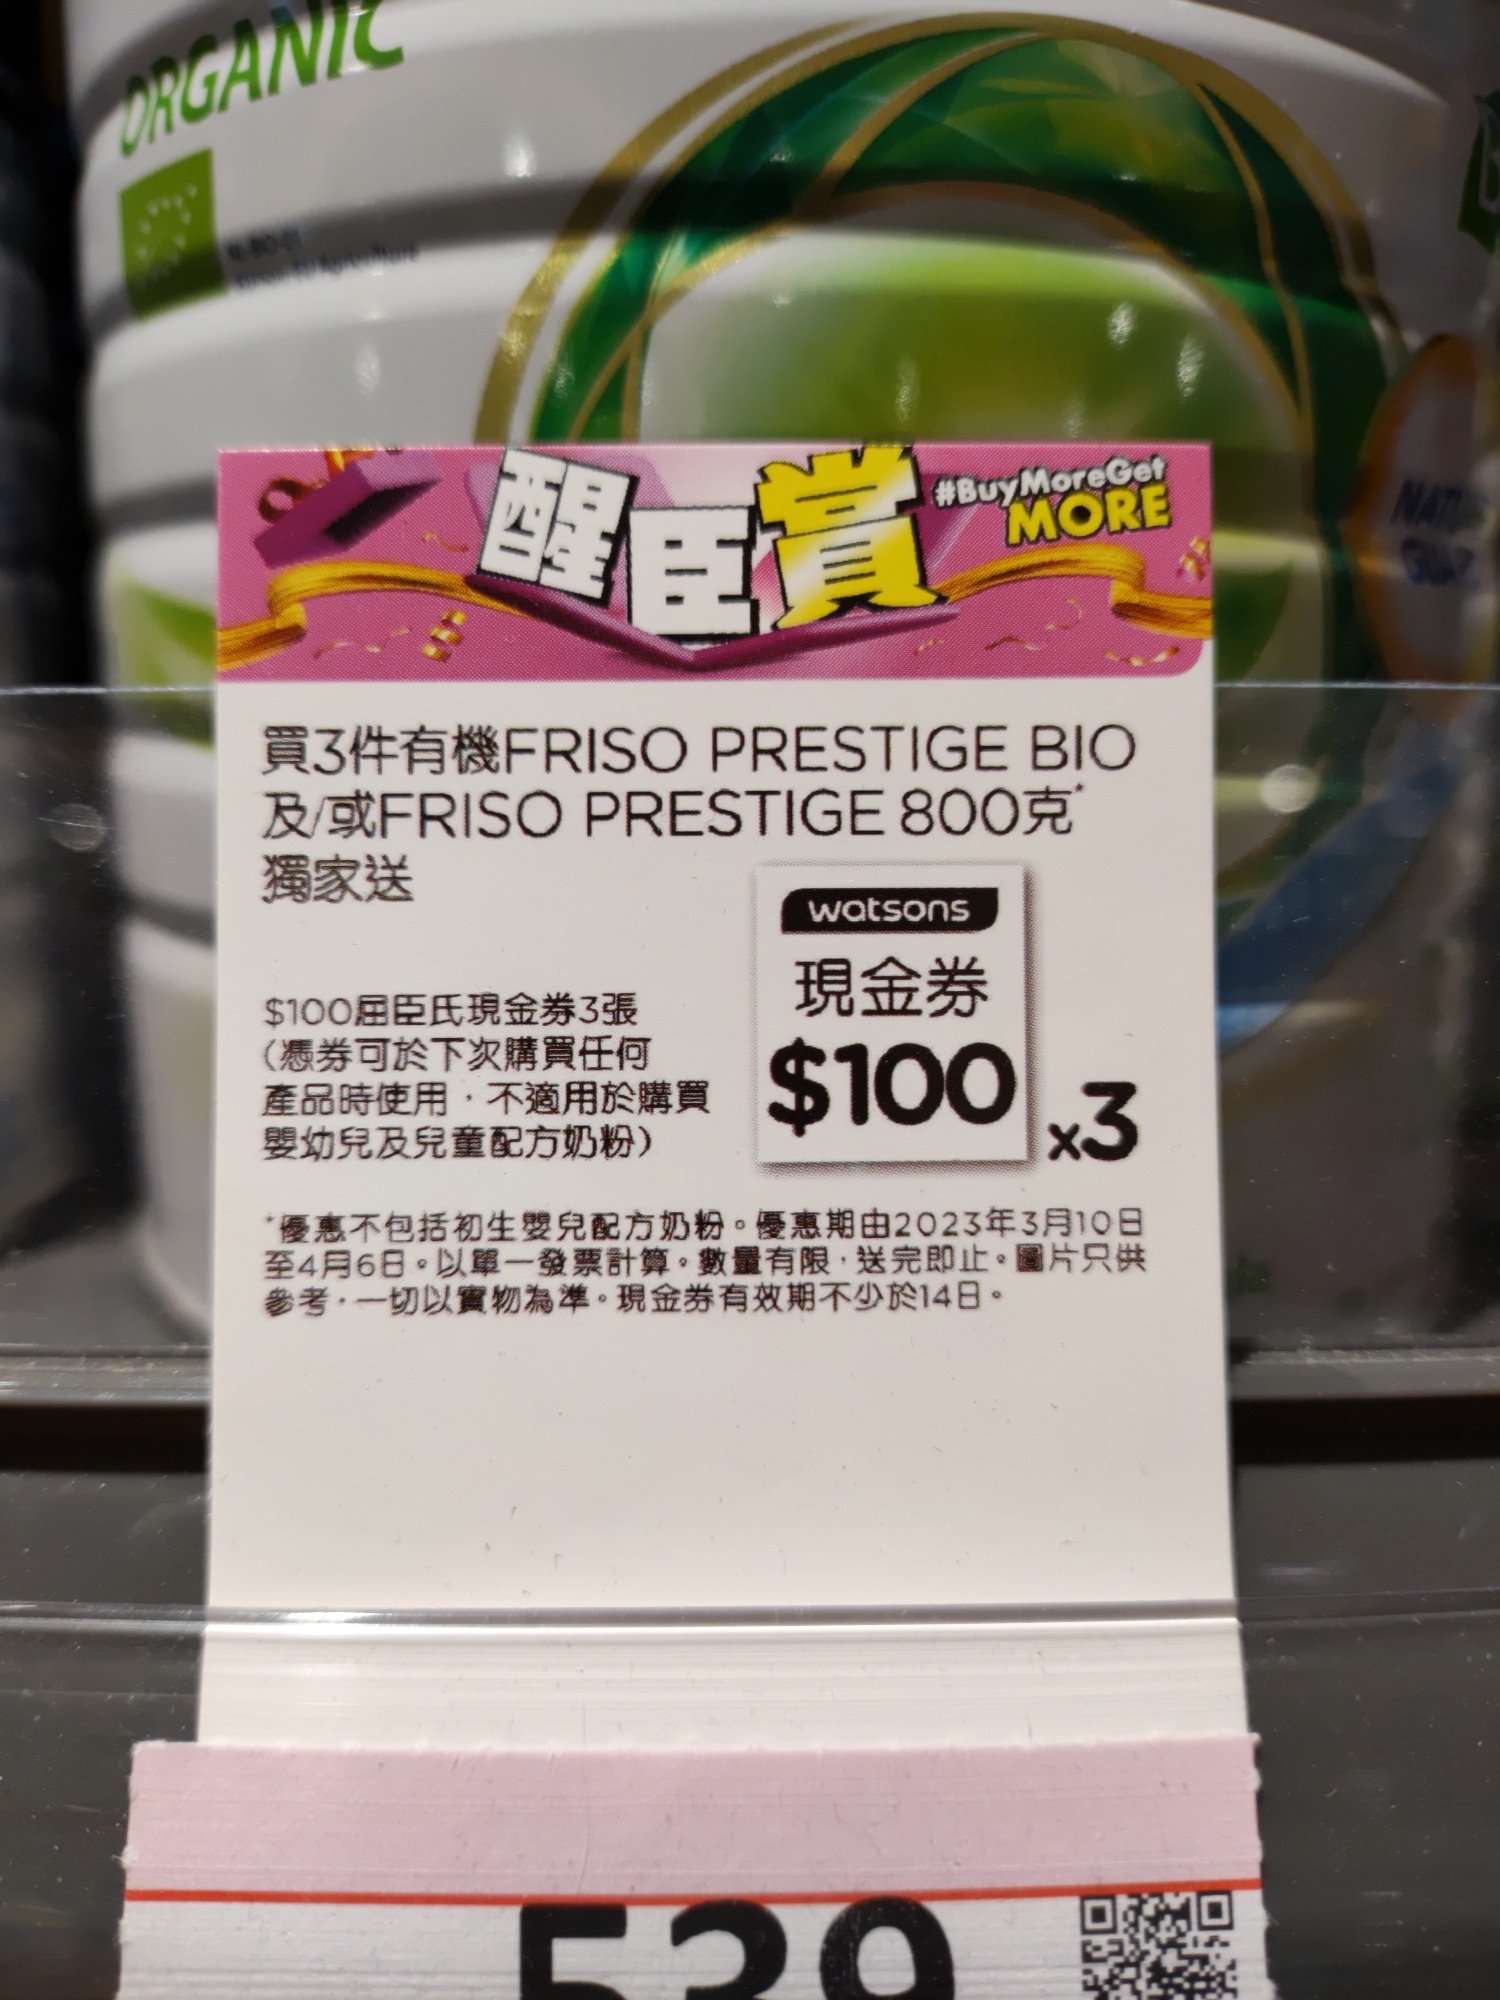 ORGANIC
醒臣賞
#BuyMoreGet
MORE
買3件有機FRISO PRESTIGE BIO
及/或FRISO PRESTIGE 800克*
獨家送
watsons
現金券
$100
x3
$100屈臣氏現金券3張
(憑券可於下次購買任何
產品時使用,不適用於購買
嬰幼兒及兒童配方奶粉)
*優惠不包括初生嬰兒配方奶粉。優惠期由2023年3月10日
至4月6日。以單一發票計算。數量有限,送完即止。圖片只供
參考,一切以實物為準。現金券有效期不少於14日。
539